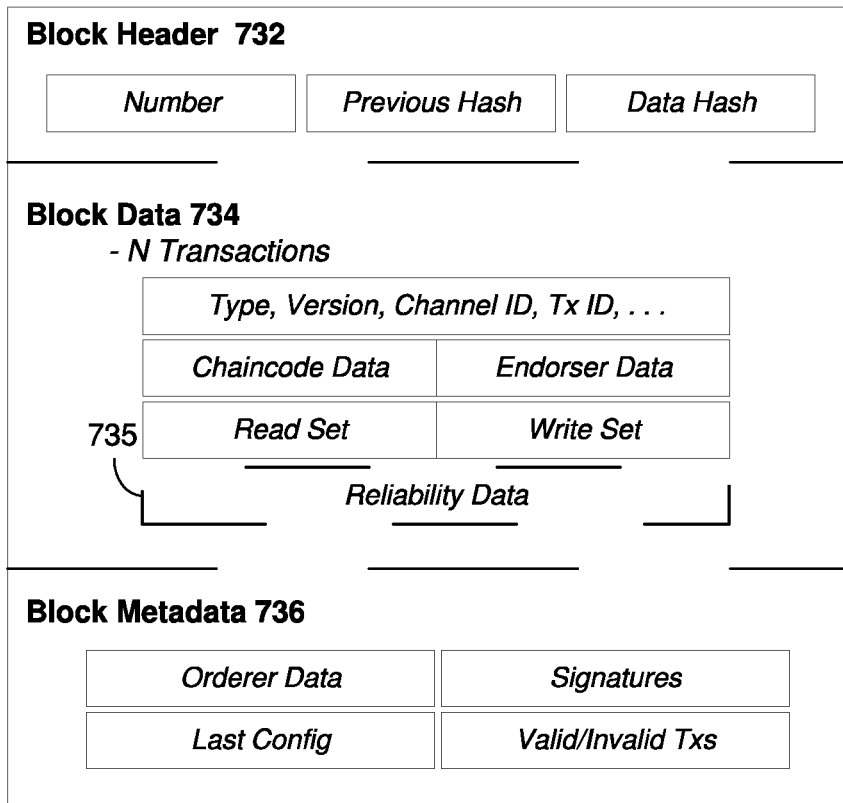 Block Header 732
Number Previous Hash Data Hash
Block Data 734
- N Transactions
Type, Version, Channel ID, Tx ID, . . .
Chaincode Data Endorser Data
735 Read Set Write Set
Reliability Data
Block Metadata 736
Orderer Data Signatures
Last Config Valid/Invalid Txs